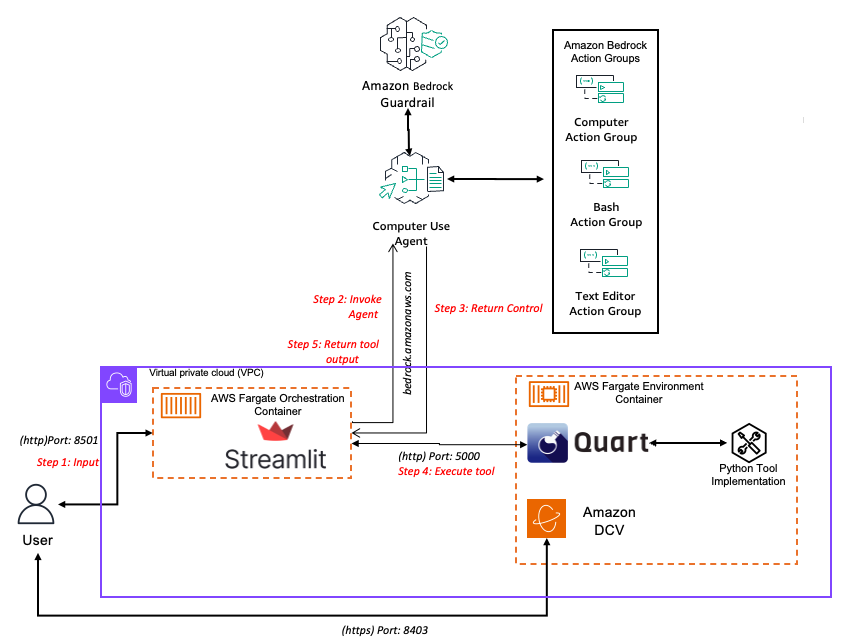 Amazon Bedrock
Guardrail
Amazon Bedrock
Action Groups
Computer
Action Group
Bash
Action Group
Text Editor
Action Group
Computer Use
Agent
Step 2: Invoke
Agent
Step 5: Return tool
output
bedrock.amazonaws.com
Step 3: Return Control
Virtual private cloud (VPC)
AWS Fargate Orchestration
Container
Streamlit
AWS Fargate Environment
Container
Quart
Python Tool
Implementation
Amazon
DCV
(http)Port: 8501
Step 1: Input
(http) Port: 5000
Step 4: Execute tool
User
(https) Port: 8403